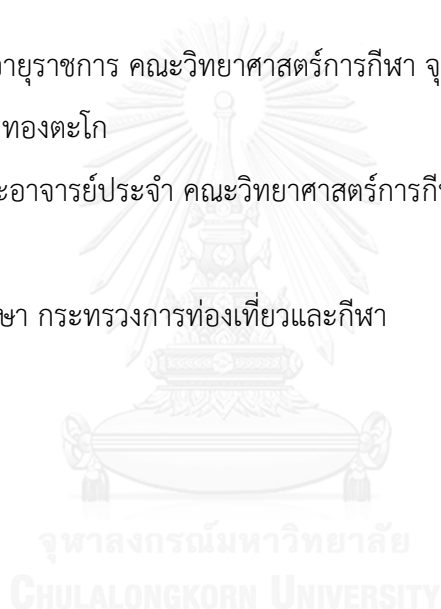 ายุราชการ คณะวิทยาศาสตร์การกีฬา จุ
ทองตะโก
ะอาจารย์ประจำ คณะวิทยาศาสตร์การกี
ษา กระทรวงการท่องเที่ยวและกีฬา
จุฬาลงกรณ์มหาวิทยาลัย
CHULALONGKORN UNIVERSITY